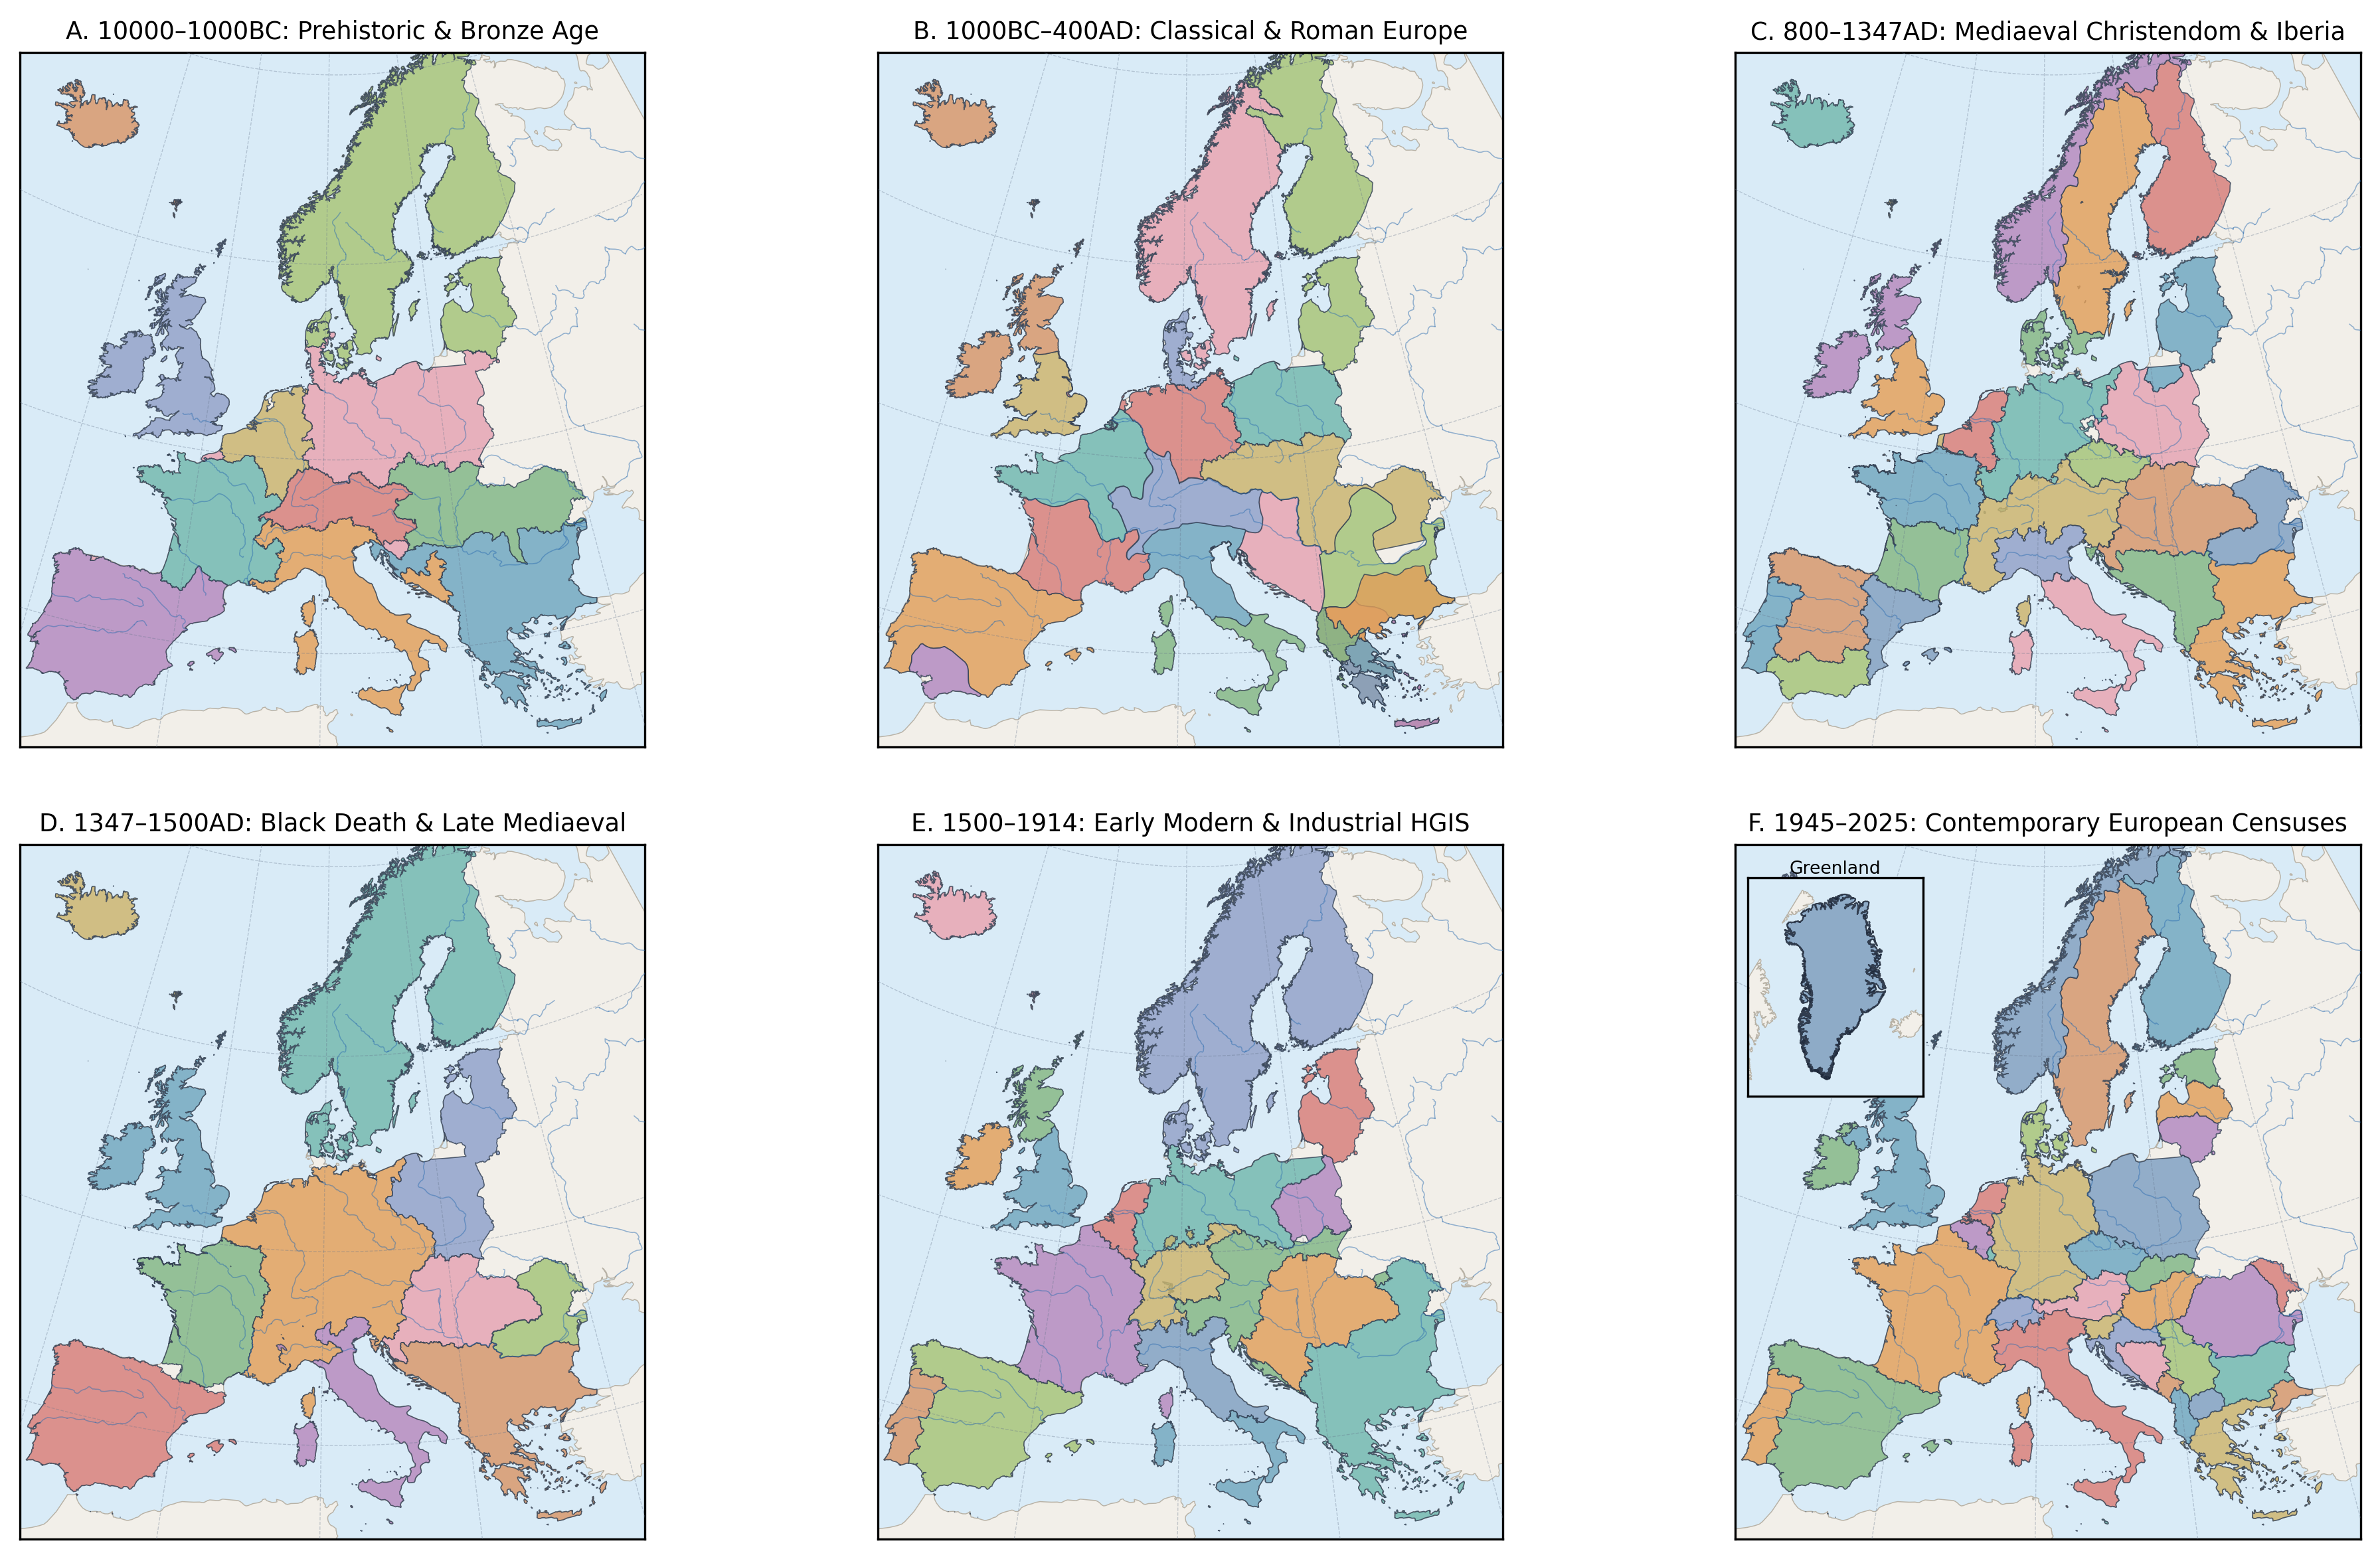 A. 10000–1000BC: Prehistoric & Bronze Age
B. 1000BC–400AD: Classical & Roman Europe
C. 800–1347AD: Mediaeval Christendom & Iberia
D. 1347–1500AD: Black Death & Late Mediaeval
E. 1500–1914: Early Modern & Industrial HGIS
F. 1945–2025: Contemporary European Censuses
Greenland